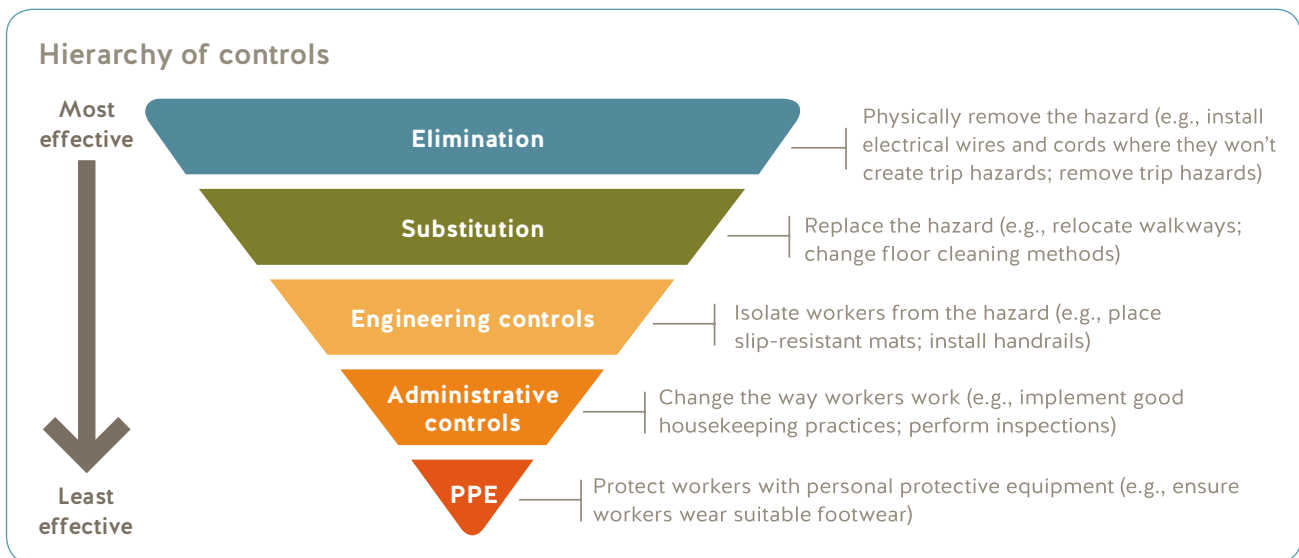 Hierarchy of controls
Most
effective
Elimination
Physically remove the hazard (e.g., install
electrical wires and cords where they won’t
create trip hazards; remove trip hazards)
Substitution
Replace the hazard (e.g., relocate walkways;
change floor cleaning methods)
Engineering controls
Isolate workers from the hazard (e.g., place
slip-resistant mats; install handrails)
Administrative
controls
Change the way workers work (e.g., implement good
housekeeping practices; perform inspections)
PPE
Protect workers with personal protective equipment (e.g., ensure
workers wear suitable footwear)
Least
effective